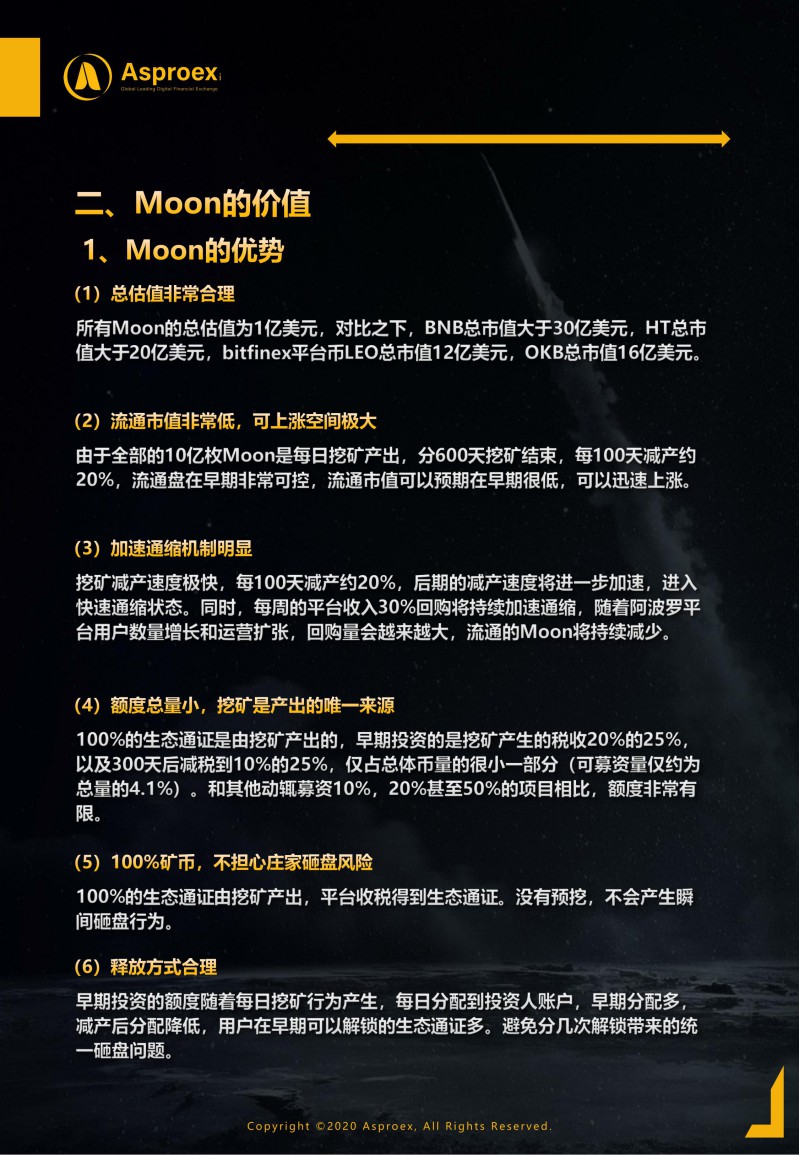 Asproex
Global Leading Digital Financial Exchange
二、Moon的价值
1、Moon的优势
（1）总估值非常合理
所有Moon的总估值为1亿美元，对比之下，BNB总市值大于30亿美元，HT总市
值大于20亿美元，bitfinex平台币LEO总市值12亿美元，OKB总市值16亿美元。
（2）流通市值非常低，可上涨空间极大
由于全部的10亿枚Moon是每日挖矿产出，分600天挖矿结束，每100天减产约
20%，流通盘在早期非常可控，流通市值可以预期在早期很低，可以迅速上涨。
（3）加速通缩机制明显
挖矿减产速度极快，每100天减产约20%，后期的减产速度将进一步加速，进入
快速通缩状态。同时，每周的平台收入30%回购将持续加速通缩，随着阿波罗平
台用户数量增长和运营扩张，回购量会越来越大，流通的Moon将持续减少。
（4）额度总量小，挖矿是产出的唯一来源
100%的生态通证是由挖矿产出的，早期投资的是挖矿产生的税收20%的25%，
以及300天后减税到10%的25%，仅占总体币量的很小一部分（可募资量仅约为
总量的4.1%）。和其他动辄募资10%，20%甚至50%的项目相比，额度非常有
限。
（5）100%矿币，不担心庄家砸盘风险
100%的生态通证由挖矿产出，平台收税得到生态通证。没有预挖，不会产生瞬
间砸盘行为。
（6）释放方式合理
早期投资的额度随着每日挖矿行为产生，每日分配到投资人账户，早期分配多，
减产后分配降低，用户在早期可以解锁的生态通证多。避免分几次解锁带来的统
一砸盘问题。
Copyright ©2020 Asproex, All Rights Reserved.